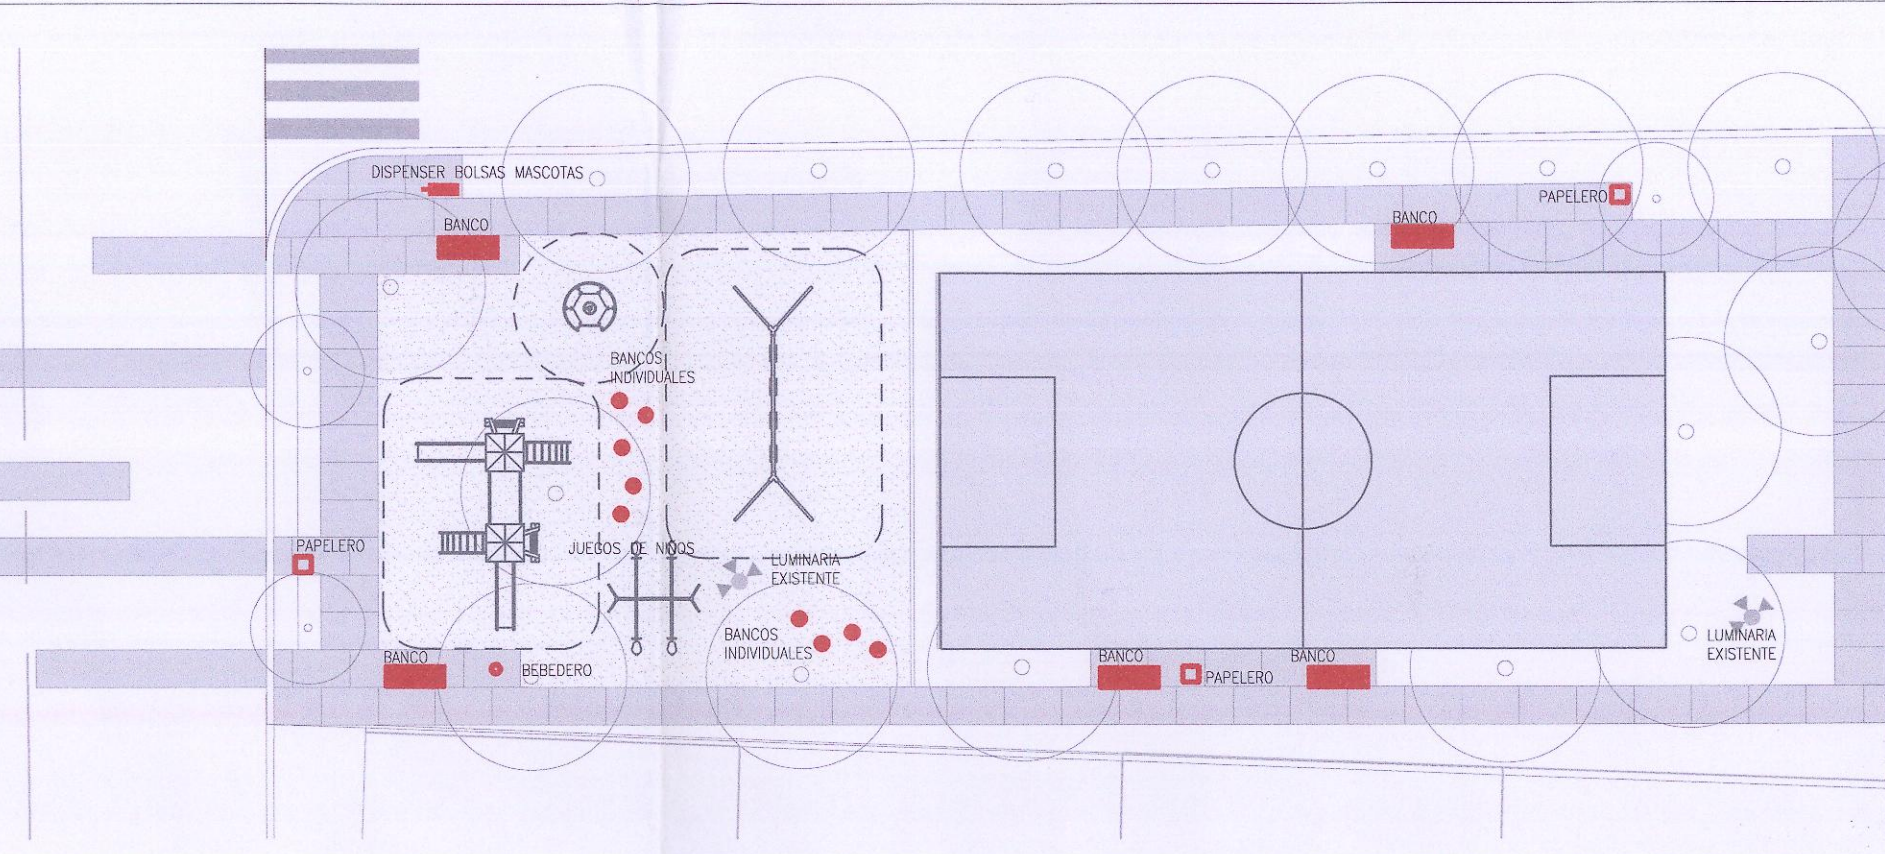 DISPENSER BOLSAS MASCOTAS
BANCO
BANCO
PAPELERO
BANCOS
INDIVIDUALES
PAPELERO
JUEGOS DE NIÑOS
LUMINARIA
EXISTENTE
BANCOS
INDIVIDUALES
BANCO
BEBEDERO
BANCO
PAPELERO
BANCO
LUMINARIA
EXISTENTE